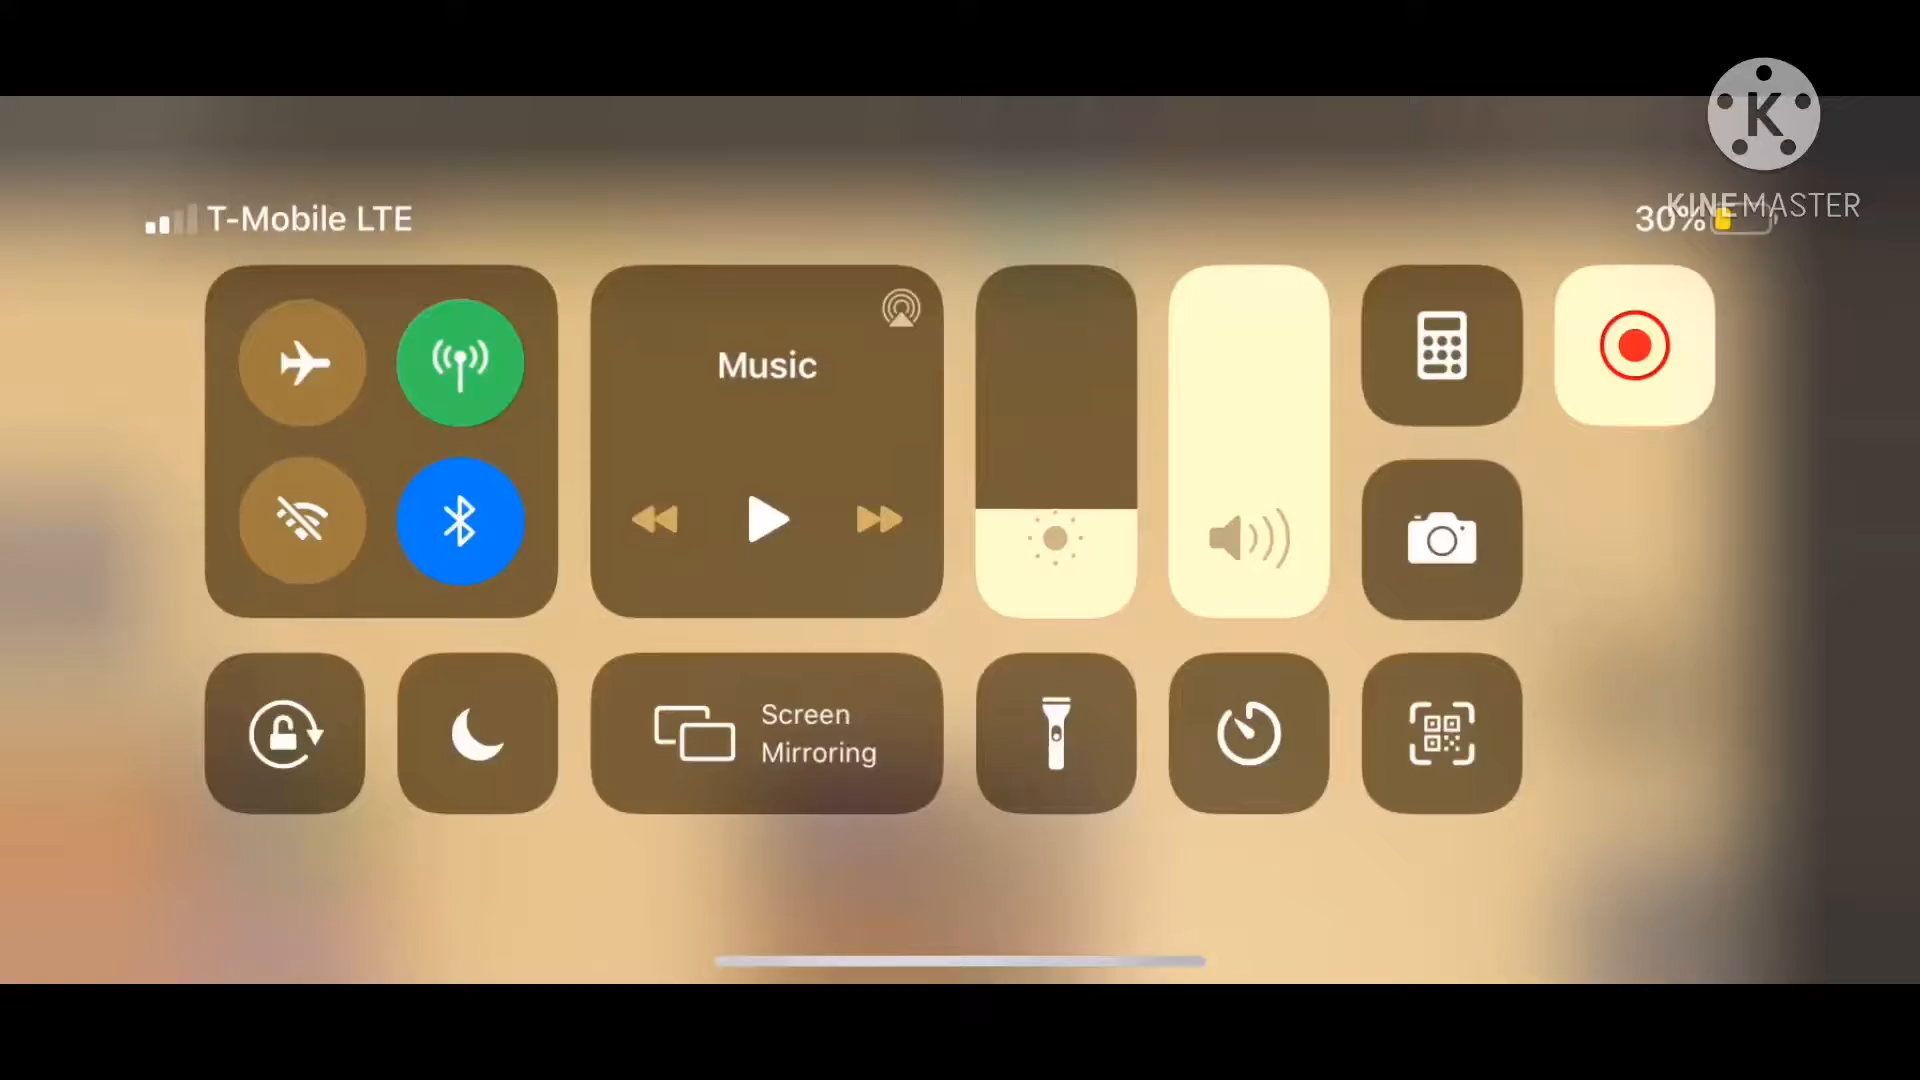 K
KINEMASTER
T-Mobile LTE
30%
Music
Screen
Mirroring